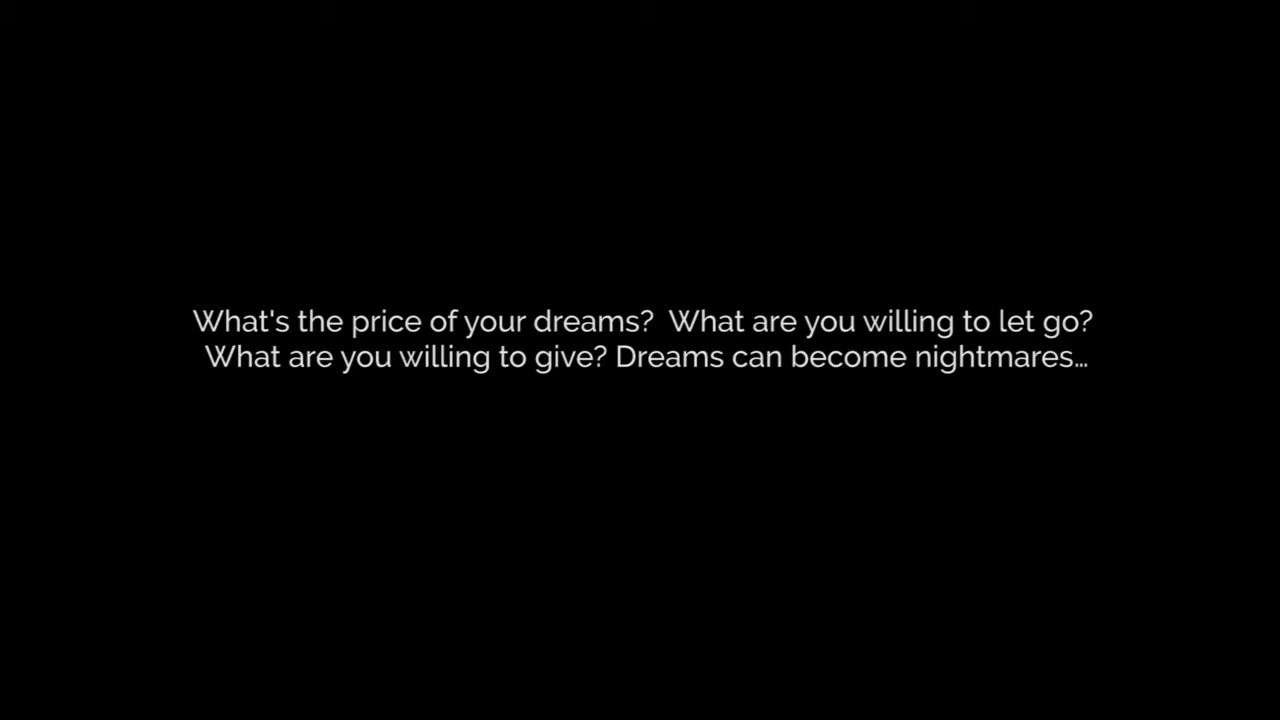 What's the price of your dreams?  What are you willing to let go?
What are you willing to give? Dreams can become nightmares...